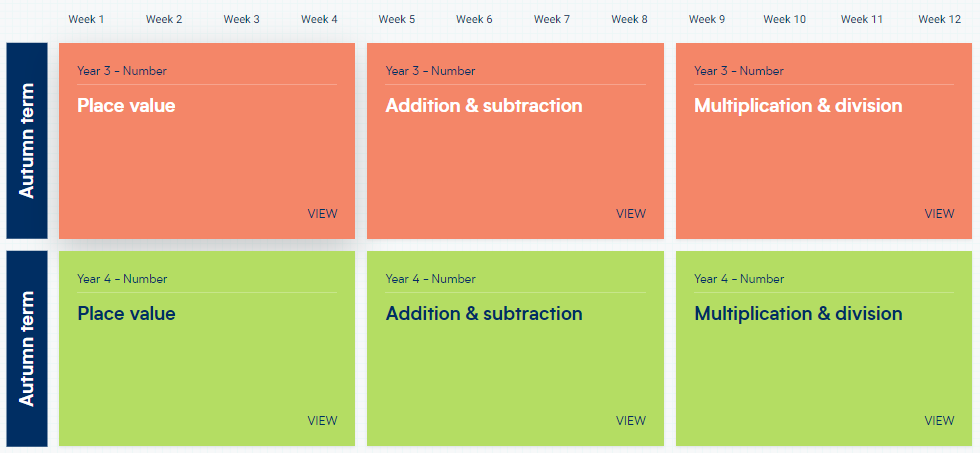 Week 1 Week 2 Week 3 Week 4 Week 5 Week 6 Week 7 Week 8 Week 9 Week 10 Week 11 Week 12
Autumn term
Year 3 - Number
Place value
VIEW
Year 3 - Number
Addition & subtraction
VIEW
Year 3 - Number
Multiplication & division
VIEW
Autumn term
Year 4 - Number
Place value
VIEW
Year 4 - Number
Addition & subtraction
VIEW
Year 4 - Number
Multiplication & division
VIEW